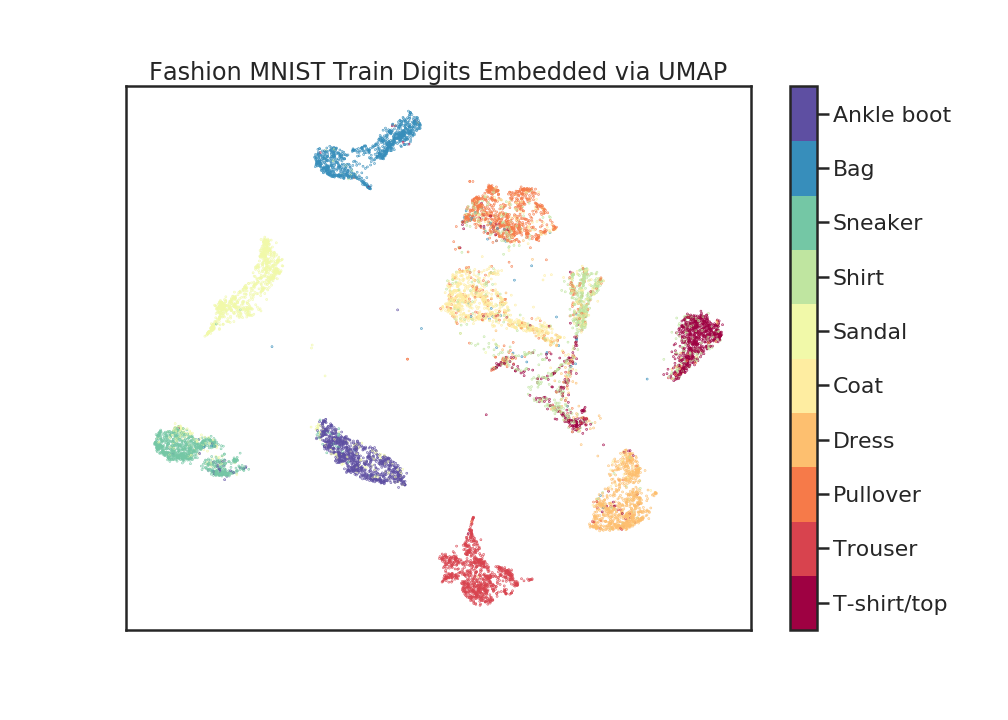 Fashion MNIST Train Digits Embedded via UMAP
Ankle boot
Bag
Sneaker
Shirt
Sandal
Coat
Dress
Pullover
Trouser
T-shirt/top